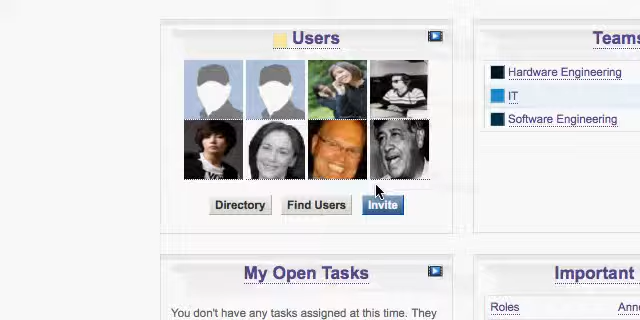 Users
Teams
Hardware Engineering
IT
Software Engineering
Directory
Find Users
Invite
My Open Tasks
Important
You don't have any tasks assigned at this time. They
Roles